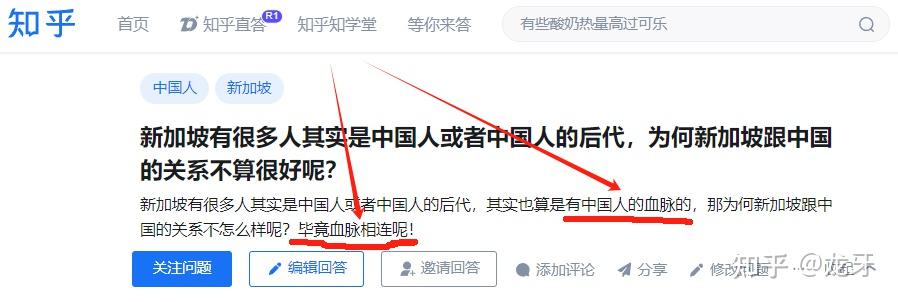 知乎 首页 知乎直答 R1 知乎知学堂 等你来答 有些酸奶热量高过可乐
中国人 新加坡
新加坡有很多人其实是中国人或者中国人的后代，为何新加坡跟中国
的关系不算很好呢？
新加坡有很多人其实是中国人或者中国人的后代，其实也算是有中国人的血脉的，那为何新加坡跟中
国的关系不怎么样呢？毕竟血脉相连呢！
关注问题 编辑回答 邀请回答 添加评论 分享 修改问题 ···
知乎 @龙牙